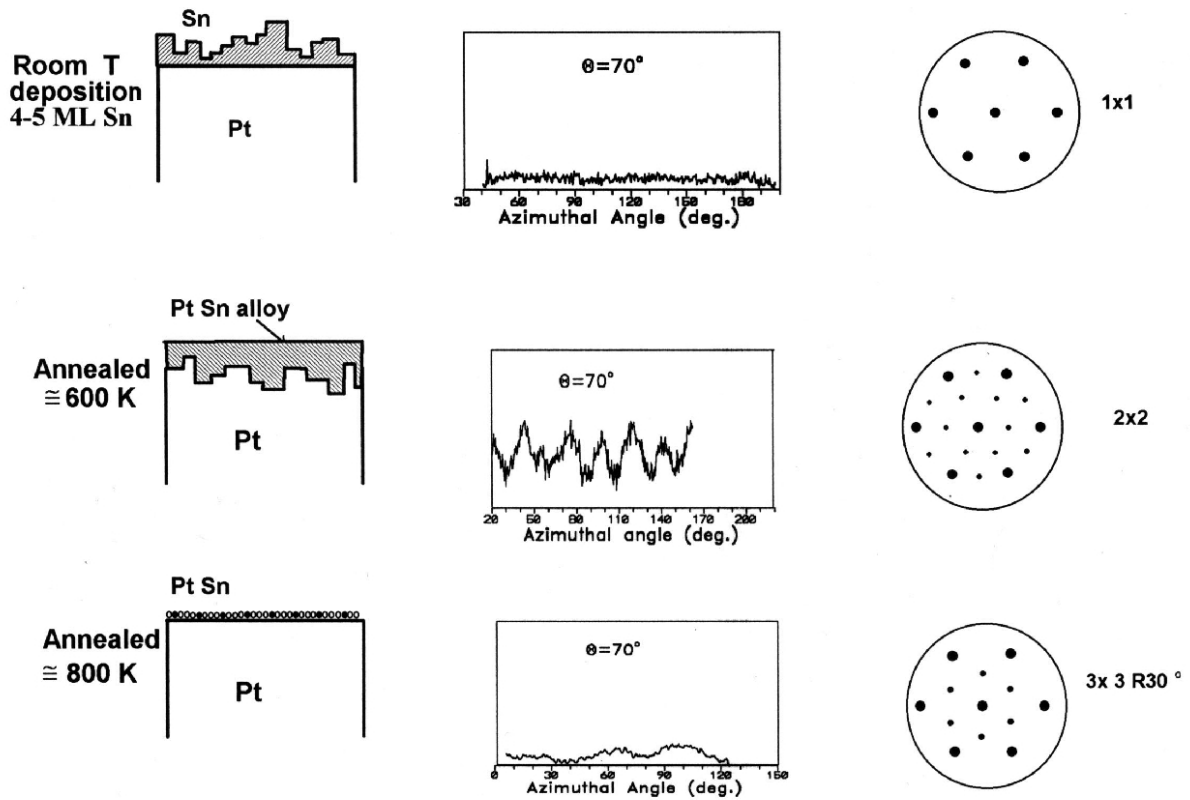 Sn
Room T
deposition
4-5 ML Sn
Pt
Θ=70°
30 60 90 120 150 180
Azimuthal Angle (deg.)
1x1
Pt Sn alloy
Annealed
≅ 600 K
Pt
Θ=70°
20 50 80 110 140 170 200
Azimuthal angle (deg.)
2x2
Pt Sn
Annealed
≅ 800 K
Pt
Θ=70°
0 30 60 90 120 150
Azimuthal Angle (deg.)
3x 3 R30 °